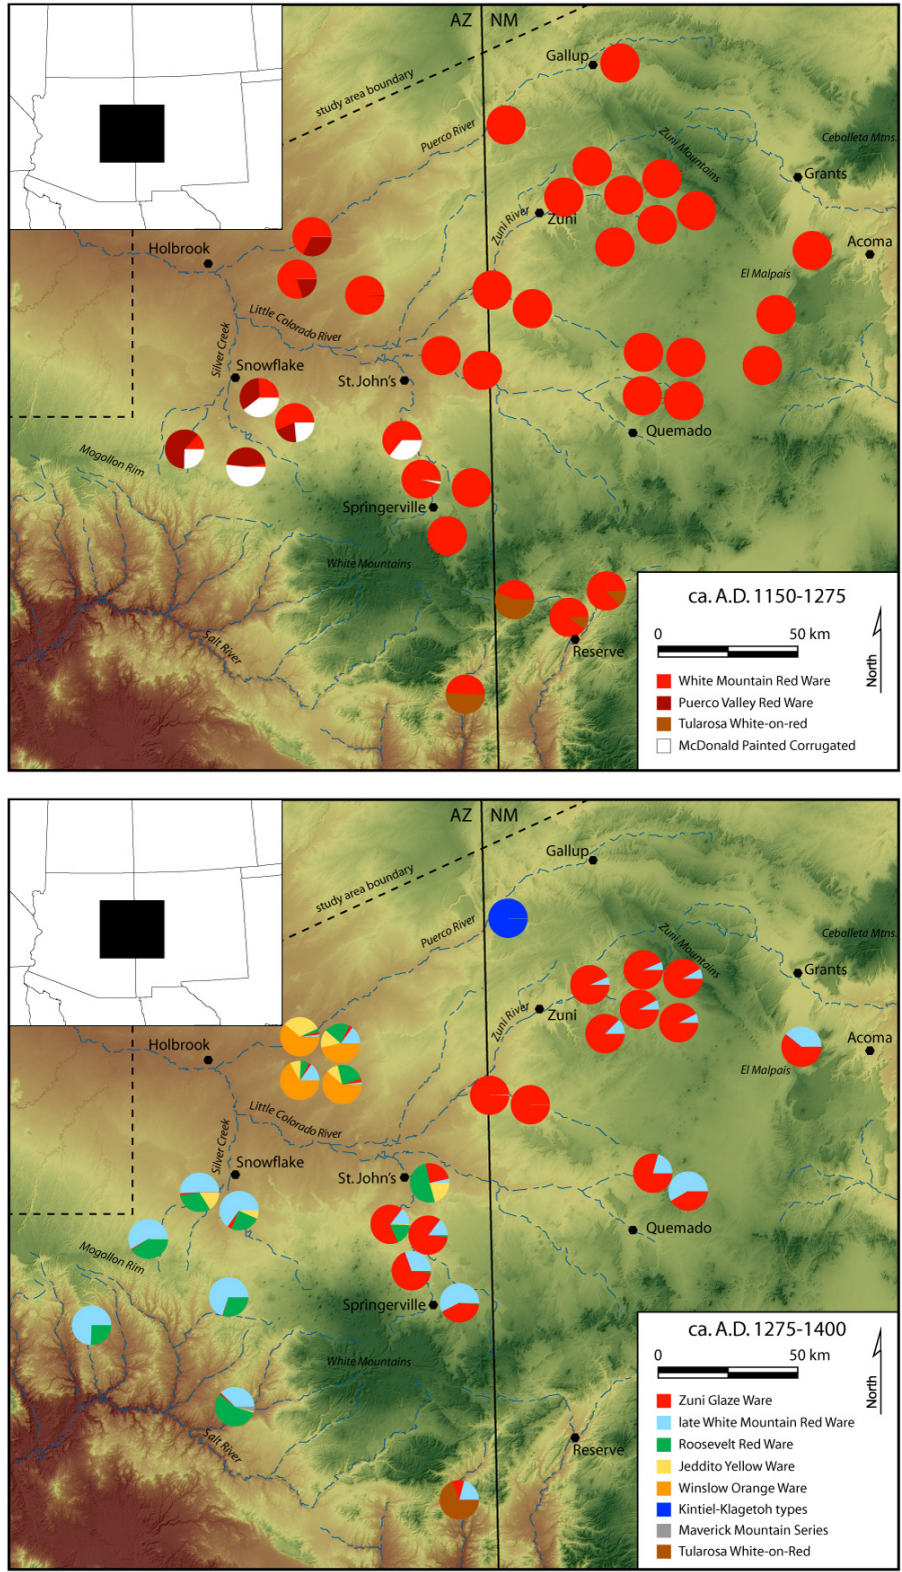 AZ NM
Gallup
study area boundary
Puerco River
Zuni Mountains
Cebolleta Mtns.
Grants
Zuni River
Zuni
Holbrook
Acoma
El Malpais
Little Colorado River
Silver Creek
Snowflake
St. John's
Quemado
Mogollon Rim
Springerville
White Mountains
Salt River
Reserve
ca. A.D. 1150-1275
0 50 km
North
White Mountain Red Ware
Puerco Valley Red Ware
Tularosa White-on-red
McDonald Painted Corrugated
AZ NM
Gallup
study area boundary
Puerco River
Zuni Mountains
Cebolleta Mtns.
Grants
Zuni River
Zuni
Holbrook
Acoma
El Malpais
Little Colorado River
Silver Creek
Snowflake
St. John's
Quemado
Mogollon Rim
Springerville
White Mountains
Salt River
Reserve
ca. A.D. 1275-1400
0 50 km
North
Zuni Glaze Ware
late White Mountain Red Ware
Roosevelt Red Ware
Jeddito Yellow Ware
Winslow Orange Ware
Kintiel-Klagetoh types
Maverick Mountain Series
Tularosa White-on-Red